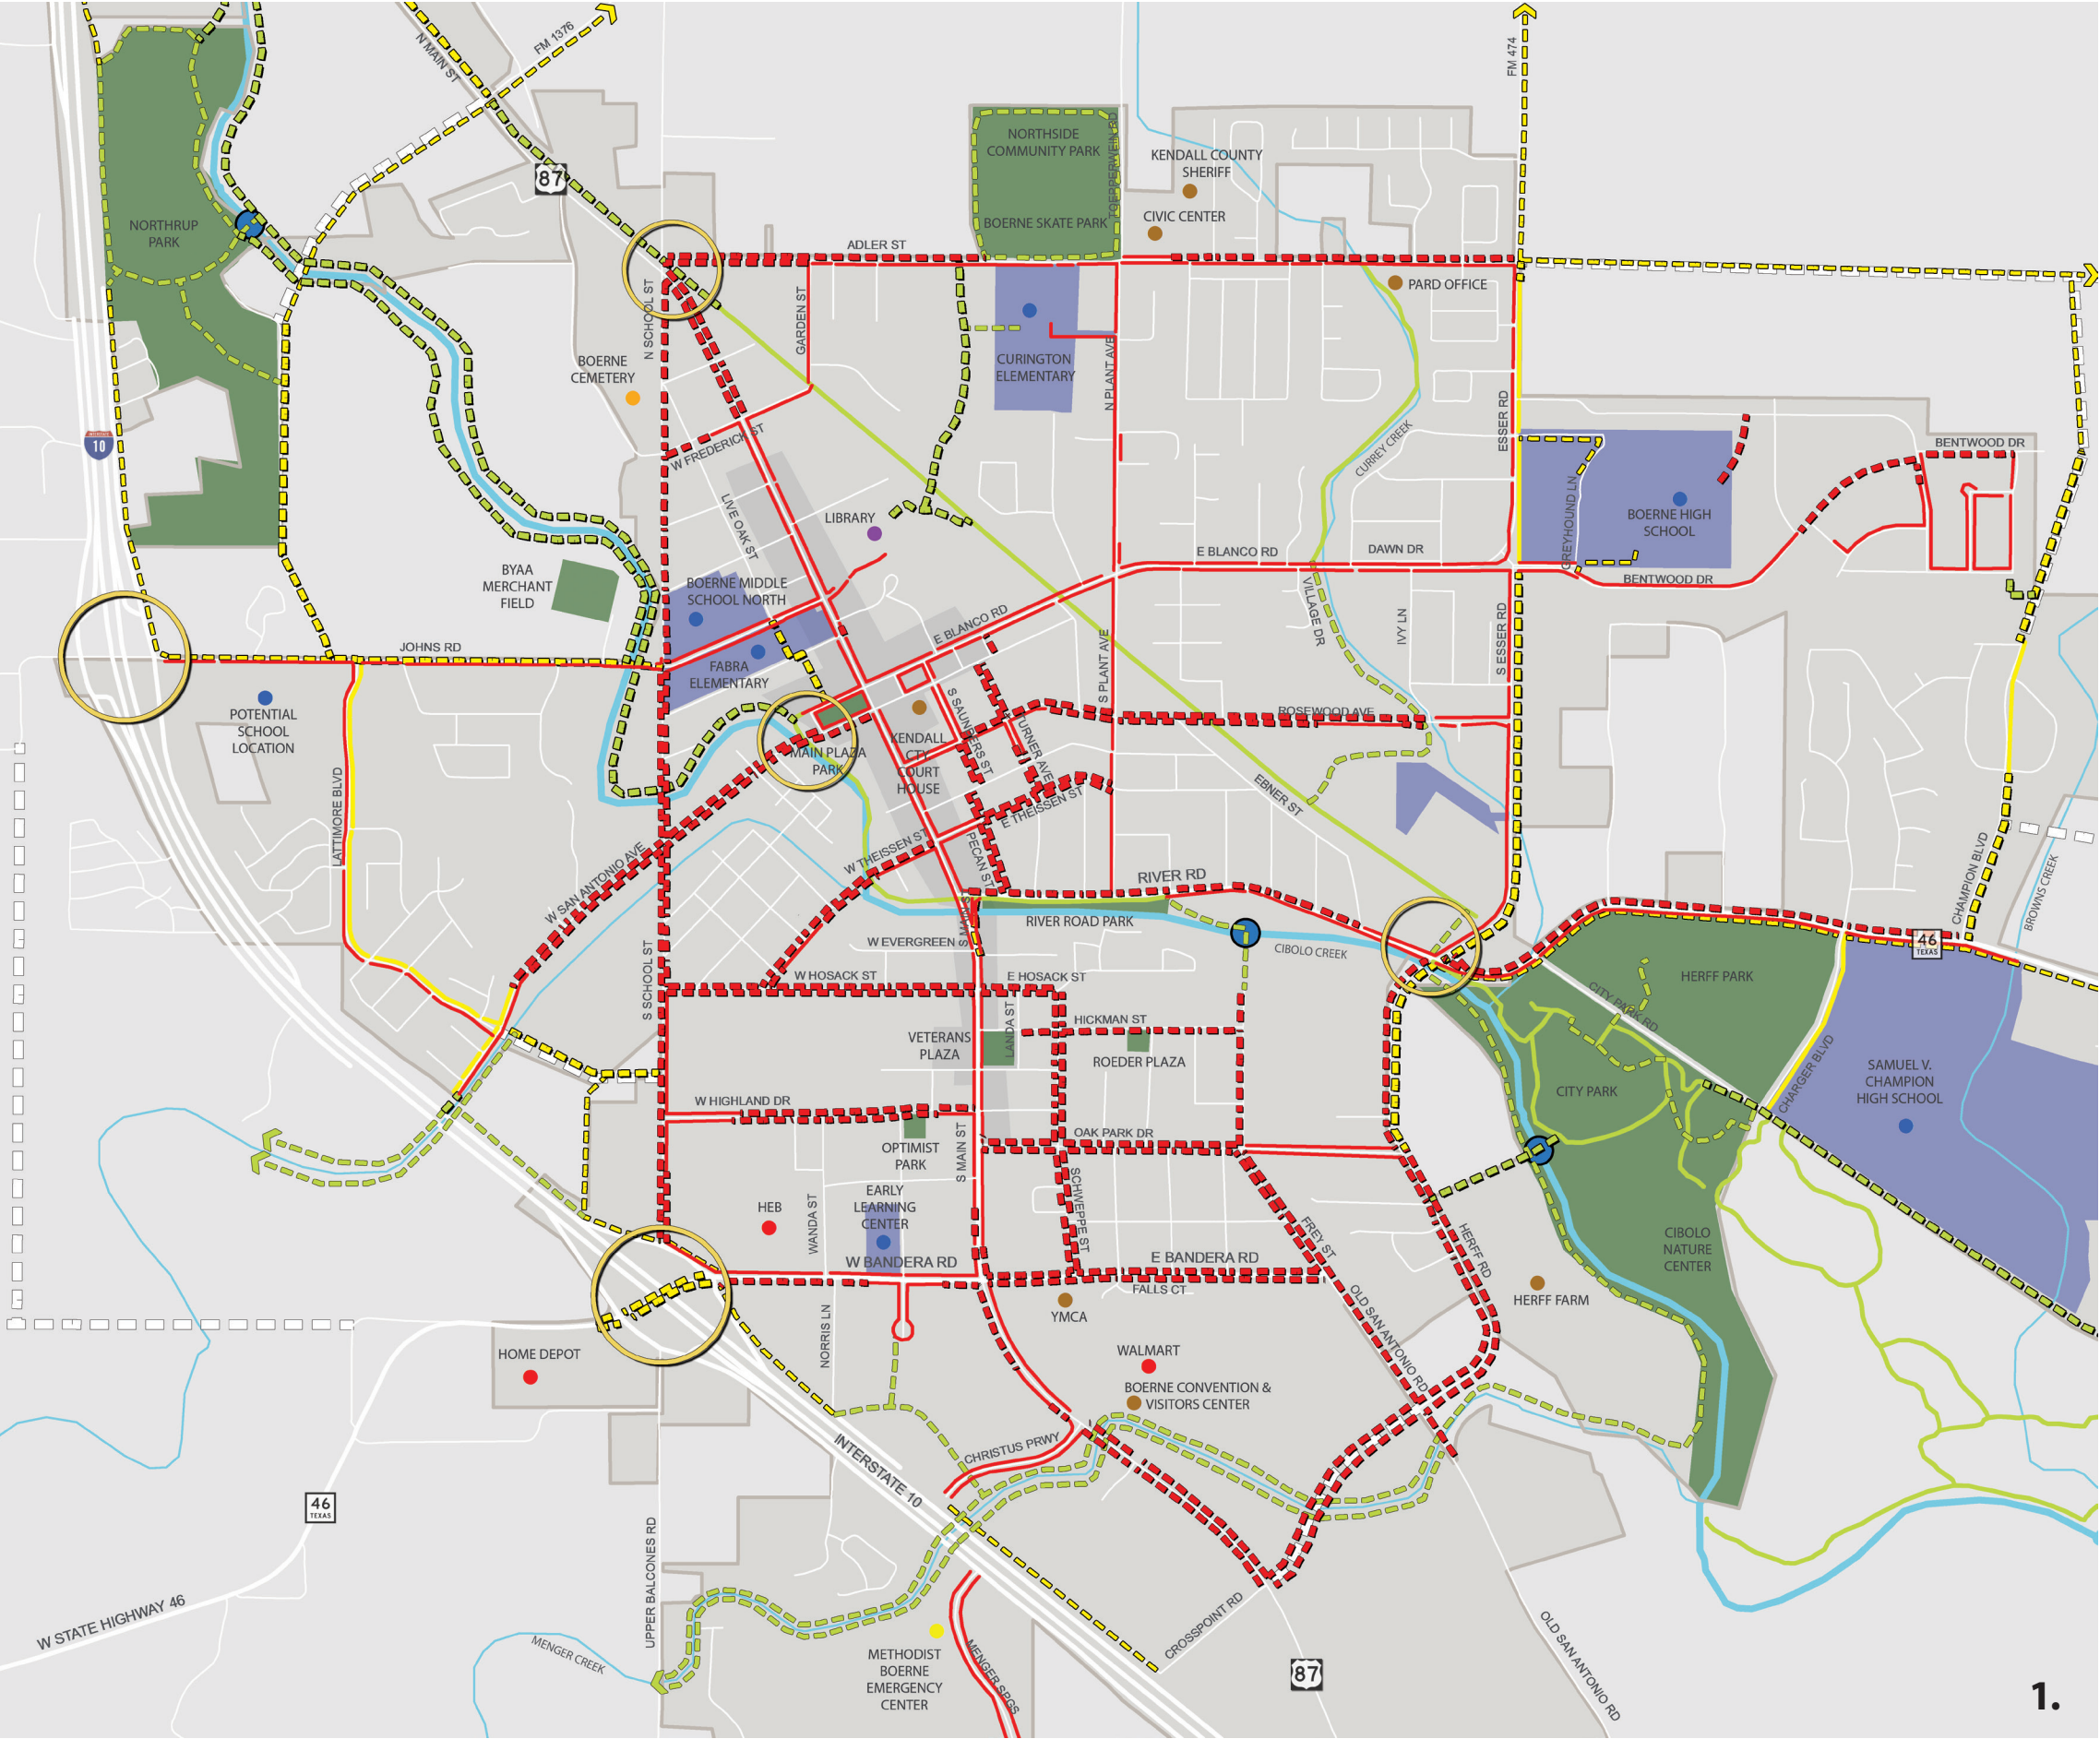 N MAIN ST
FM 1376
FM 474
87
NORTHRUP
PARK
NORTHSIDE
COMMUNITY PARK
BOERNE SKATE PARK
TOEPPERWEIN RD
KENDALL COUNTY
SHERIFF
CIVIC CENTER
ADLER ST
PARD OFFICE
N SCHOOL ST
GARDEN ST
BOERNE
CEMETERY
CURINGTON
ELEMENTARY
N PLANT AVE
CURREY CREEK
ESSER RD
10
W FREDERICK ST
LIVE OAK ST
LIBRARY
GREYHOUND LN
BOERNE HIGH
SCHOOL
BENTWOOD DR
BENTWOOD DR
BYAA
MERCHANT
FIELD
BOERNE MIDDLE
SCHOOL NORTH
E BLANCO RD
DAWN DR
E BLANCO RD
VILLAGE DR
IVY LN
S ESSER RD
JOHNS RD
FABRA
ELEMENTARY
S PLANT AVE
POTENTIAL
SCHOOL
LOCATION
MAIN PLAZA
PARK
KENDALL
CTY
COURT
HOUSE
S SAUNDERS ST
TURNER AVE
ROSEWOOD AVE
EBNER ST
LATTIMORE BLVD
W SAN ANTONIO AVE
W THEISSEN ST
E THEISSEN ST
PECAN ST
RIVER RD
RIVER ROAD PARK
CIBOLO CREEK
CHAMPION BLVD
BROWNS CREEK
46
TEXAS
S MAIN ST
W EVERGREEN
W HOSACK ST
E HOSACK ST
S SCHOOL ST
HERFF PARK
CITY PARK RD
VETERANS
PLAZA
LANDA ST
HICKMAN ST
ROEDER PLAZA
CITY PARK
CHARGER BLVD
SAMUEL V.
CHAMPION
HIGH SCHOOL
W HIGHLAND DR
OPTIMIST
PARK
S MAIN ST
OAK PARK DR
SCHWEPPE ST
EARLY
LEARNING
CENTER
HEB
WANDA ST
W BANDERA RD
E BANDERA RD
FALLS CT
FREY ST
HERFF RD
CIBOLO
NATURE
CENTER
HERFF FARM
YMCA
NORRIS LN
OLD SAN ANTONIO RD
HOME DEPOT
WALMART
BOERNE CONVENTION &
VISITORS CENTER
INTERSTATE 10
CHRISTUS PRWY
46
TEXAS
W STATE HIGHWAY 46
UPPER BALCONES RD
MENGER CREEK
METHODIST
BOERNE
EMERGENCY
CENTER
MENGER SPGS
CROSSPOINT RD
87
OLD SAN ANTONIO RD
1.